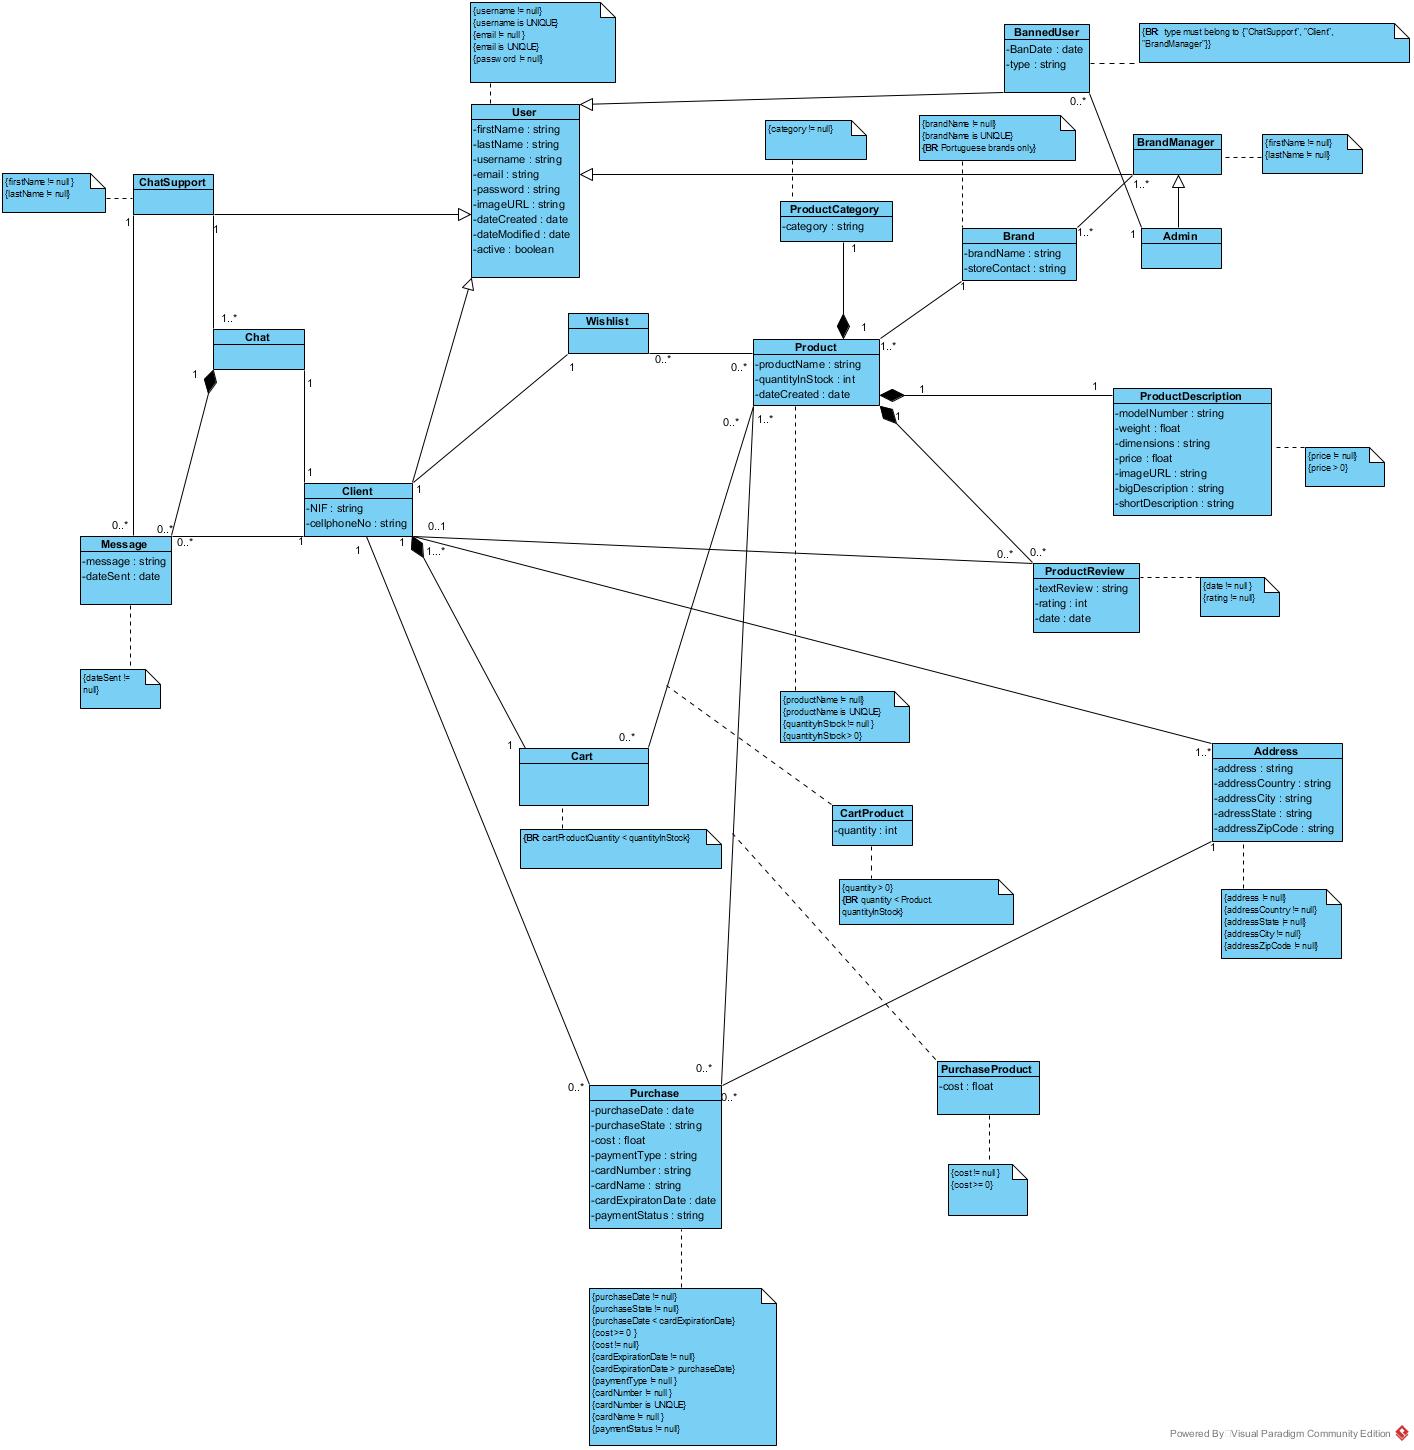 {username != null}
{username is UNIQUE}
{email != null }
{email is UNIQUE}
{password != null}
BannedUser
-BanDate : date
-type : string
{BR: type must belong to {"ChatSupport", "Client",
"BrandManager"}}
0..*
User
-firstName : string
-lastName : string
-username : string
-email : string
-password : string
-imageURL : string
-dateCreated : date
-dateModified : date
-active : boolean
{category != null}
{brandName != null}
{brandName is UNIQUE}
{BR: Portuguese brands only}
BrandManager
1..*
{firstName != null}
{lastName != null}
{firstName != null }
{lastName != null}
ChatSupport
1
1
ProductCategory
-category : string
1
Brand
-brandName : string
-storeContact : string
1..*
1
1
Admin
1..*
Chat
1
1
Wishlist
1
0..*
0..*
1
Product
-productName : string
-quantityInStock : int
-dateCreated : date
1..*
1
1
1
0..*
1..*
ProductDescription
-modelNumber : string
-weight : float
-dimensions : string
-price : float
-imageURL : string
-bigDescription : string
-shortDescription : string
{price != null}
{price > 0}
1
Client
-NIF : string
-cellphoneNo : string
1
0..1
1
1
1
1...*
0..*
0..*
0..*
Message
-message : string
-dateSent : date
{dateSent !=
null}
0..*
0..*
ProductReview
-textReview : string
-rating : int
-date : date
{date != null }
{rating != null}
{productName != null}
{productName is UNIQUE}
{quantityInStock != null }
{quantityInStock > 0}
1
0..*
Cart
{BR: cartProductQuantity < quantityInStock}
CartProduct
-quantity : int
{quantity > 0}
{BR: quantity < Product.
quantityInStock}
1..*
Address
-address : string
-addressCountry : string
-addressCity : string
-adressState : string
-addressZipCode : string
1
{address != null}
{addressCountry != null}
{addressState != null}
{addressCity != null}
{addressZipCode != null}
0..*
0..*
0..*
Purchase
-purchaseDate : date
-purchaseState : string
-cost : float
-paymentType : string
-cardNumber : string
-cardName : string
-cardExpiratonDate : date
-paymentStatus : string
PurchaseProduct
-cost : float
{cost != null }
{cost >= 0}
{purchaseDate != null}
{purchaseState != null}
{purchaseDate < cardExpirationDate}
{cost >= 0 }
{cost != null}
{cardExpirationDate != null}
{cardExpirationDate > purchaseDate}
{paymentType != null }
{cardNumber != null }
{cardNumber is UNIQUE}
{cardName != null }
{paymentStatus != null}
Powered By Visual Paradigm Community Edition